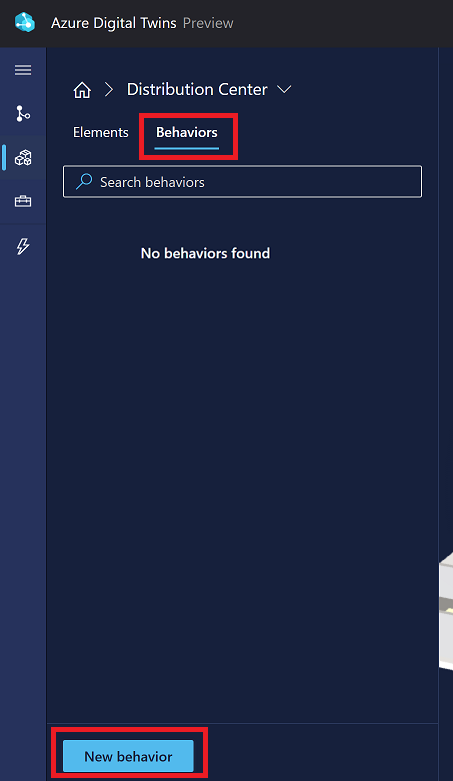 Azure Digital Twins Preview
Distribution Center
Elements Behaviors
Search behaviors
No behaviors found
New behavior